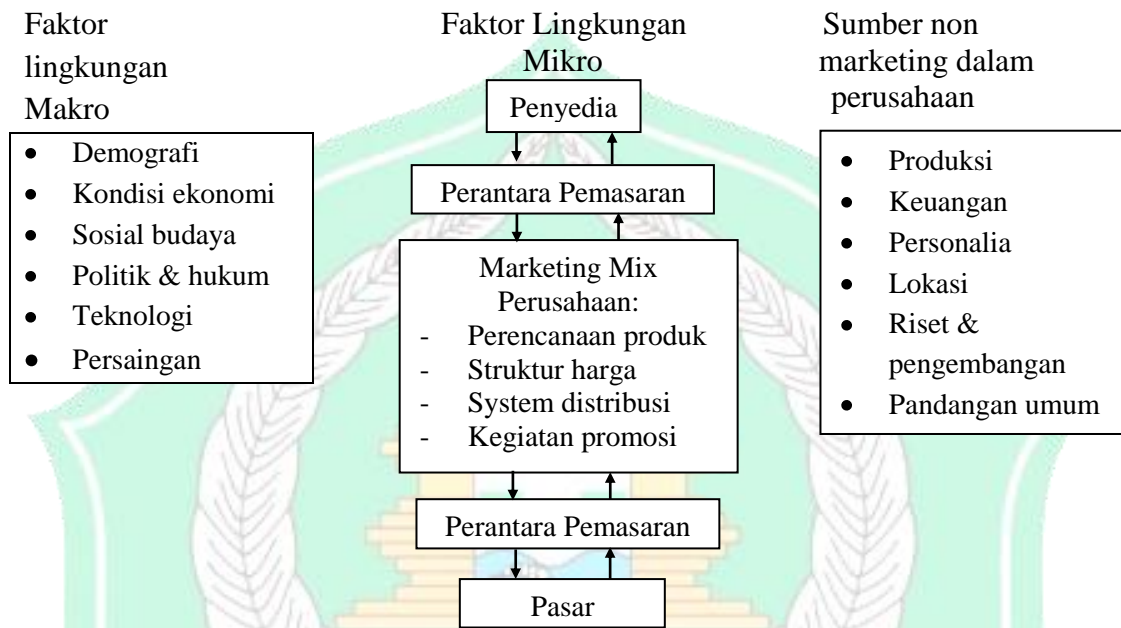 Faktor
lingkungan
Makro
• Demografi
• Kondisi ekonomi
• Sosial budaya
• Politik & hukum
• Teknologi
• Persaingan
Faktor Lingkungan
Mikro
Penyedia
Perantara Pemasaran
Marketing Mix
Perusahaan:
- Perencanaan produk
- Struktur harga
- System distribusi
- Kegiatan promosi
Perantara Pemasaran
Pasar
Sumber non
marketing dalam
perusahaan
• Produksi
• Keuangan
• Personalia
• Lokasi
• Riset &
pengembangan
• Pandangan umum